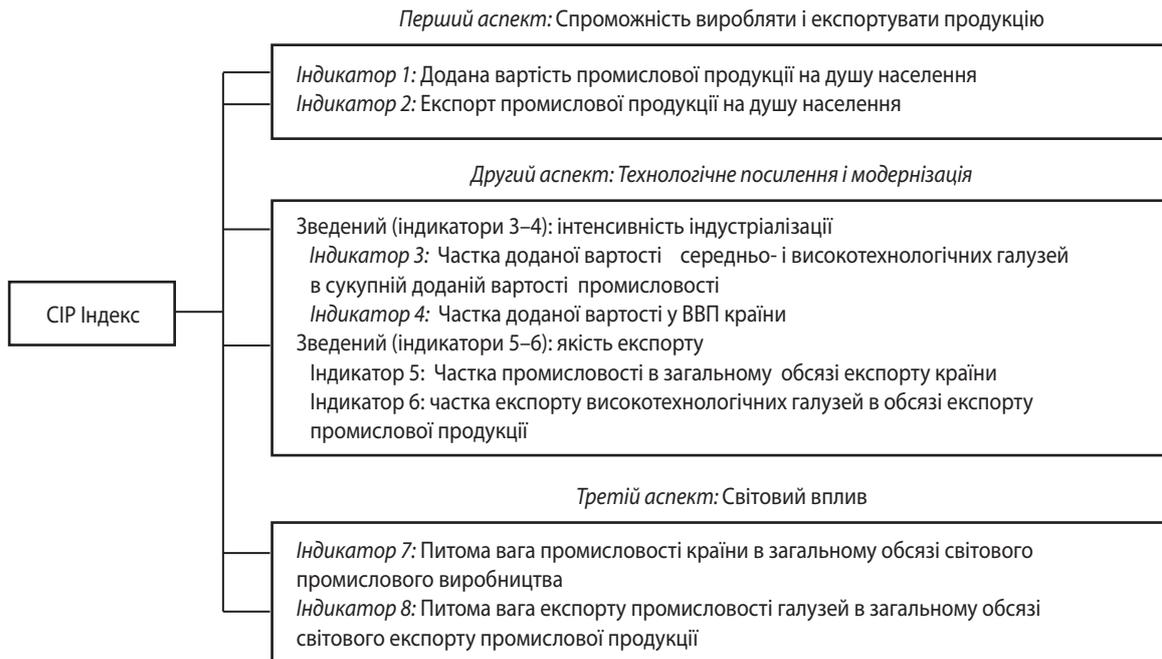 Перший аспект: Спроможність виробляти і експортувати продукцію
Індикатор 1: Додана вартість промислової продукції на душу населення
Індикатор 2: Експорт промислової продукції на душу населення
Другий аспект: Технологічне посилення і модернізація
Зведений (індикатори 3–4): інтенсивність індустріалізації
Індикатор 3: Частка доданої вартості середньо- і високотехнологічних галузей
в сукупній доданій вартості промисловості
Індикатор 4: Частка доданої вартості у ВВП країни
СІР Індекс
Зведений (індикатори 5–6): якість експорту
Індикатор 5: Частка промисловості в загальному обсязі експорту країни
Індикатор 6: частка експорту високотехнологічних галузей в обсязі експорту
промислової продукції
Третій аспект: Світовий вплив
Індикатор 7: Питома вага промисловості країни в загальному обсязі світового
промислового виробництва
Індикатор 8: Питома вага експорту промисловості галузей в загальному обсязі
світового експорту промислової продукції